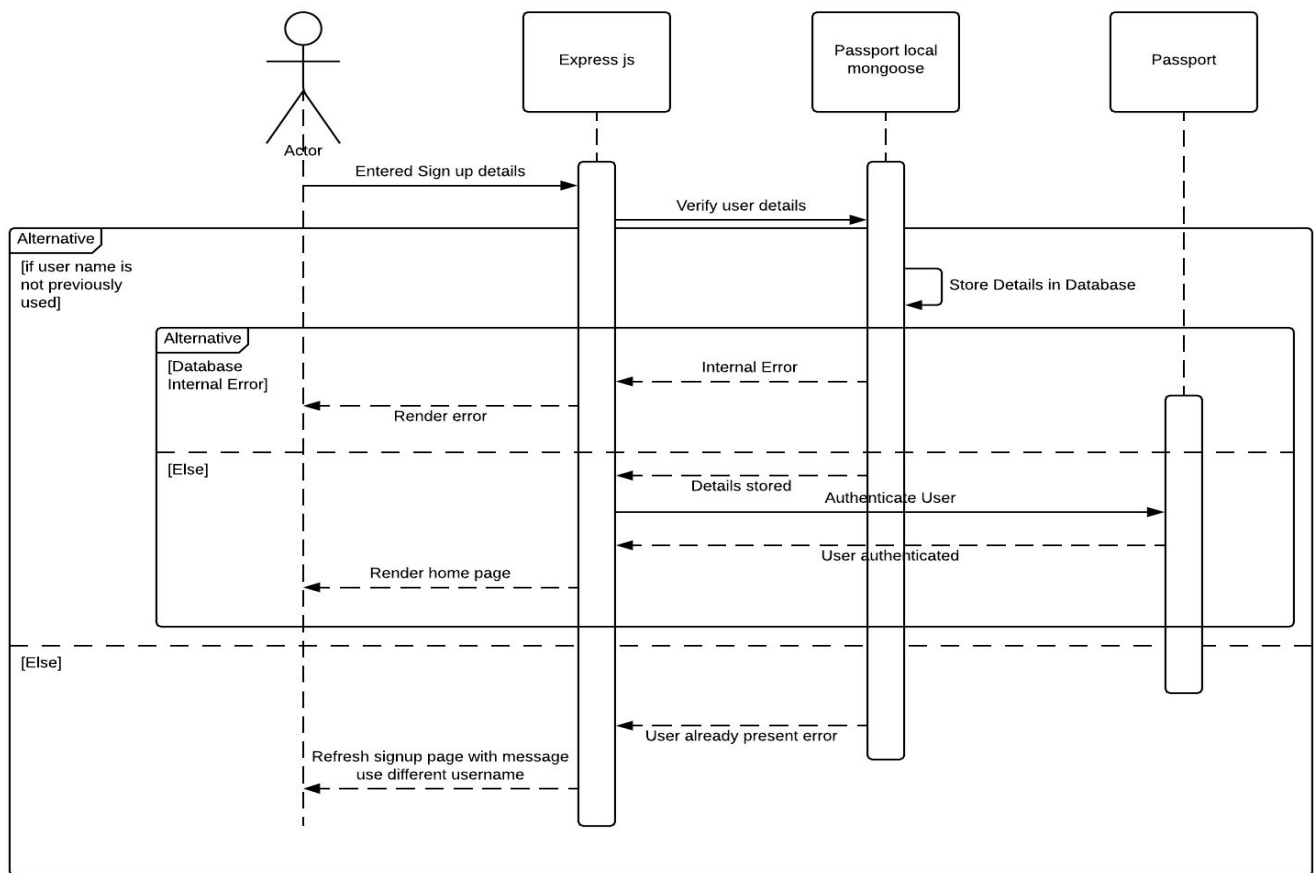 Express js
Passport local
mongoose
Passport
Actor
Entered Sign up details
Verify user details
Alternative
[if user name is
not previously
used]
Store Details in Database
Alternative
[Database
Internal Error]
Internal Error
Render error
[Else]
Details stored
Authenticate User
User authenticated
Render home page
[Else]
User already present error
Refresh signup page with message
use different username